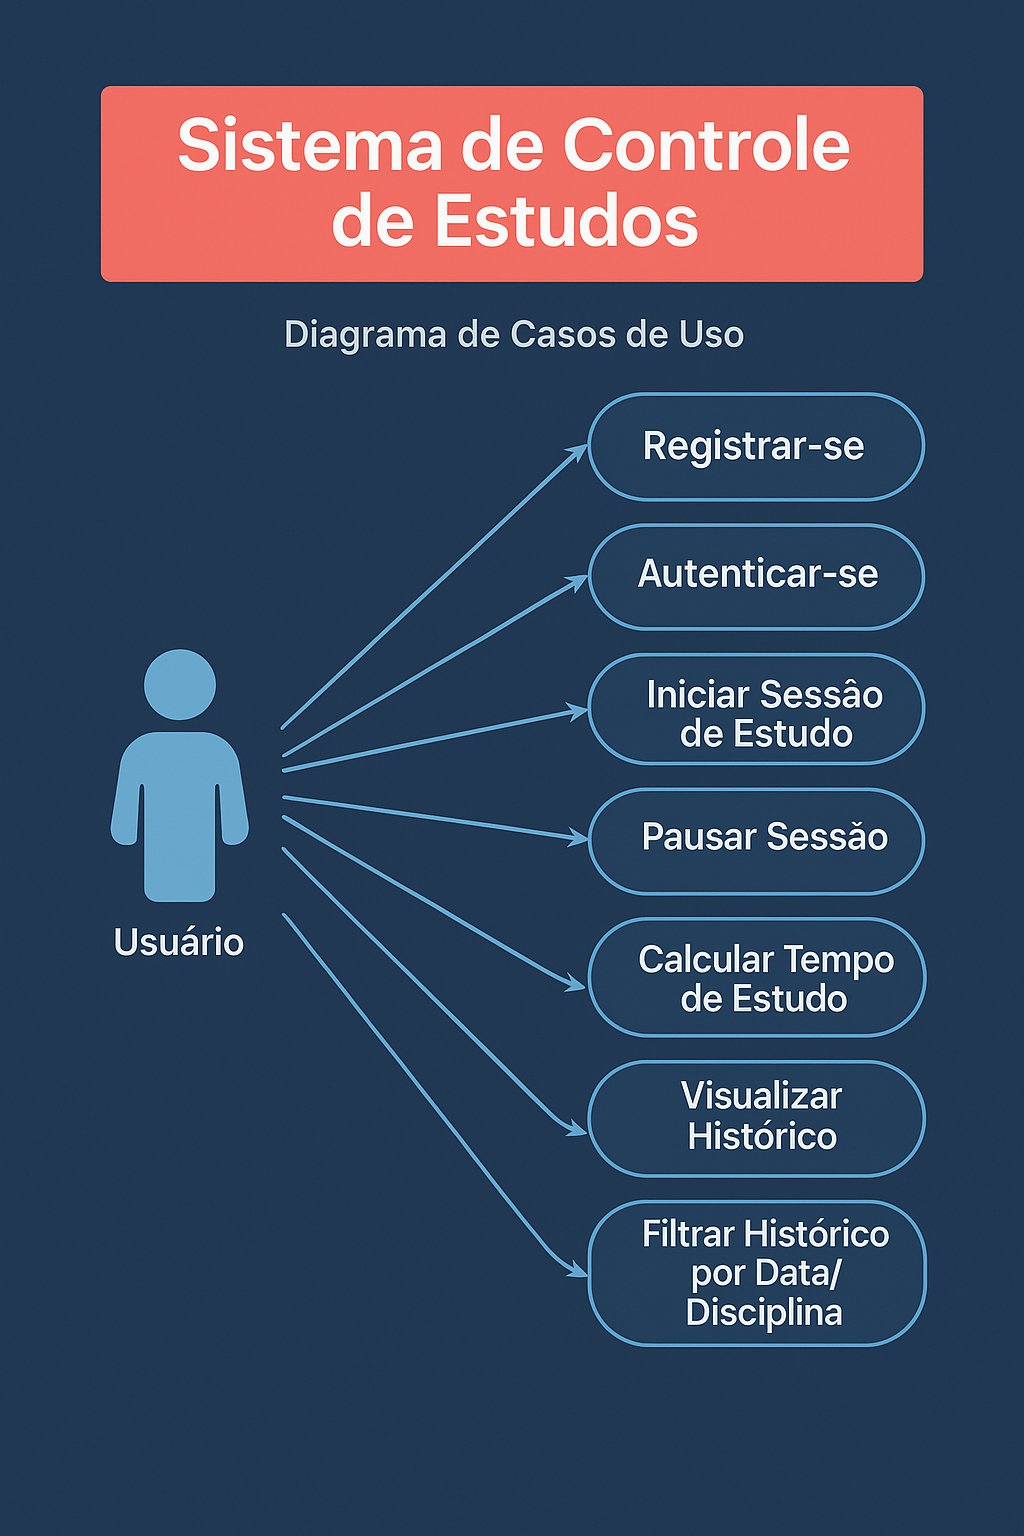 Sistema de Controle
de Estudos
Diagrama de Casos de Uso
Registrar-se
Autenticar-se
Iniciar Sessâo
de Estudo
Pausar Sessǎo
Calcular Tempo
de Estudo
Visualizar
Histórico
Filtrar Histórico
por Data/
Disciplina
Usuário